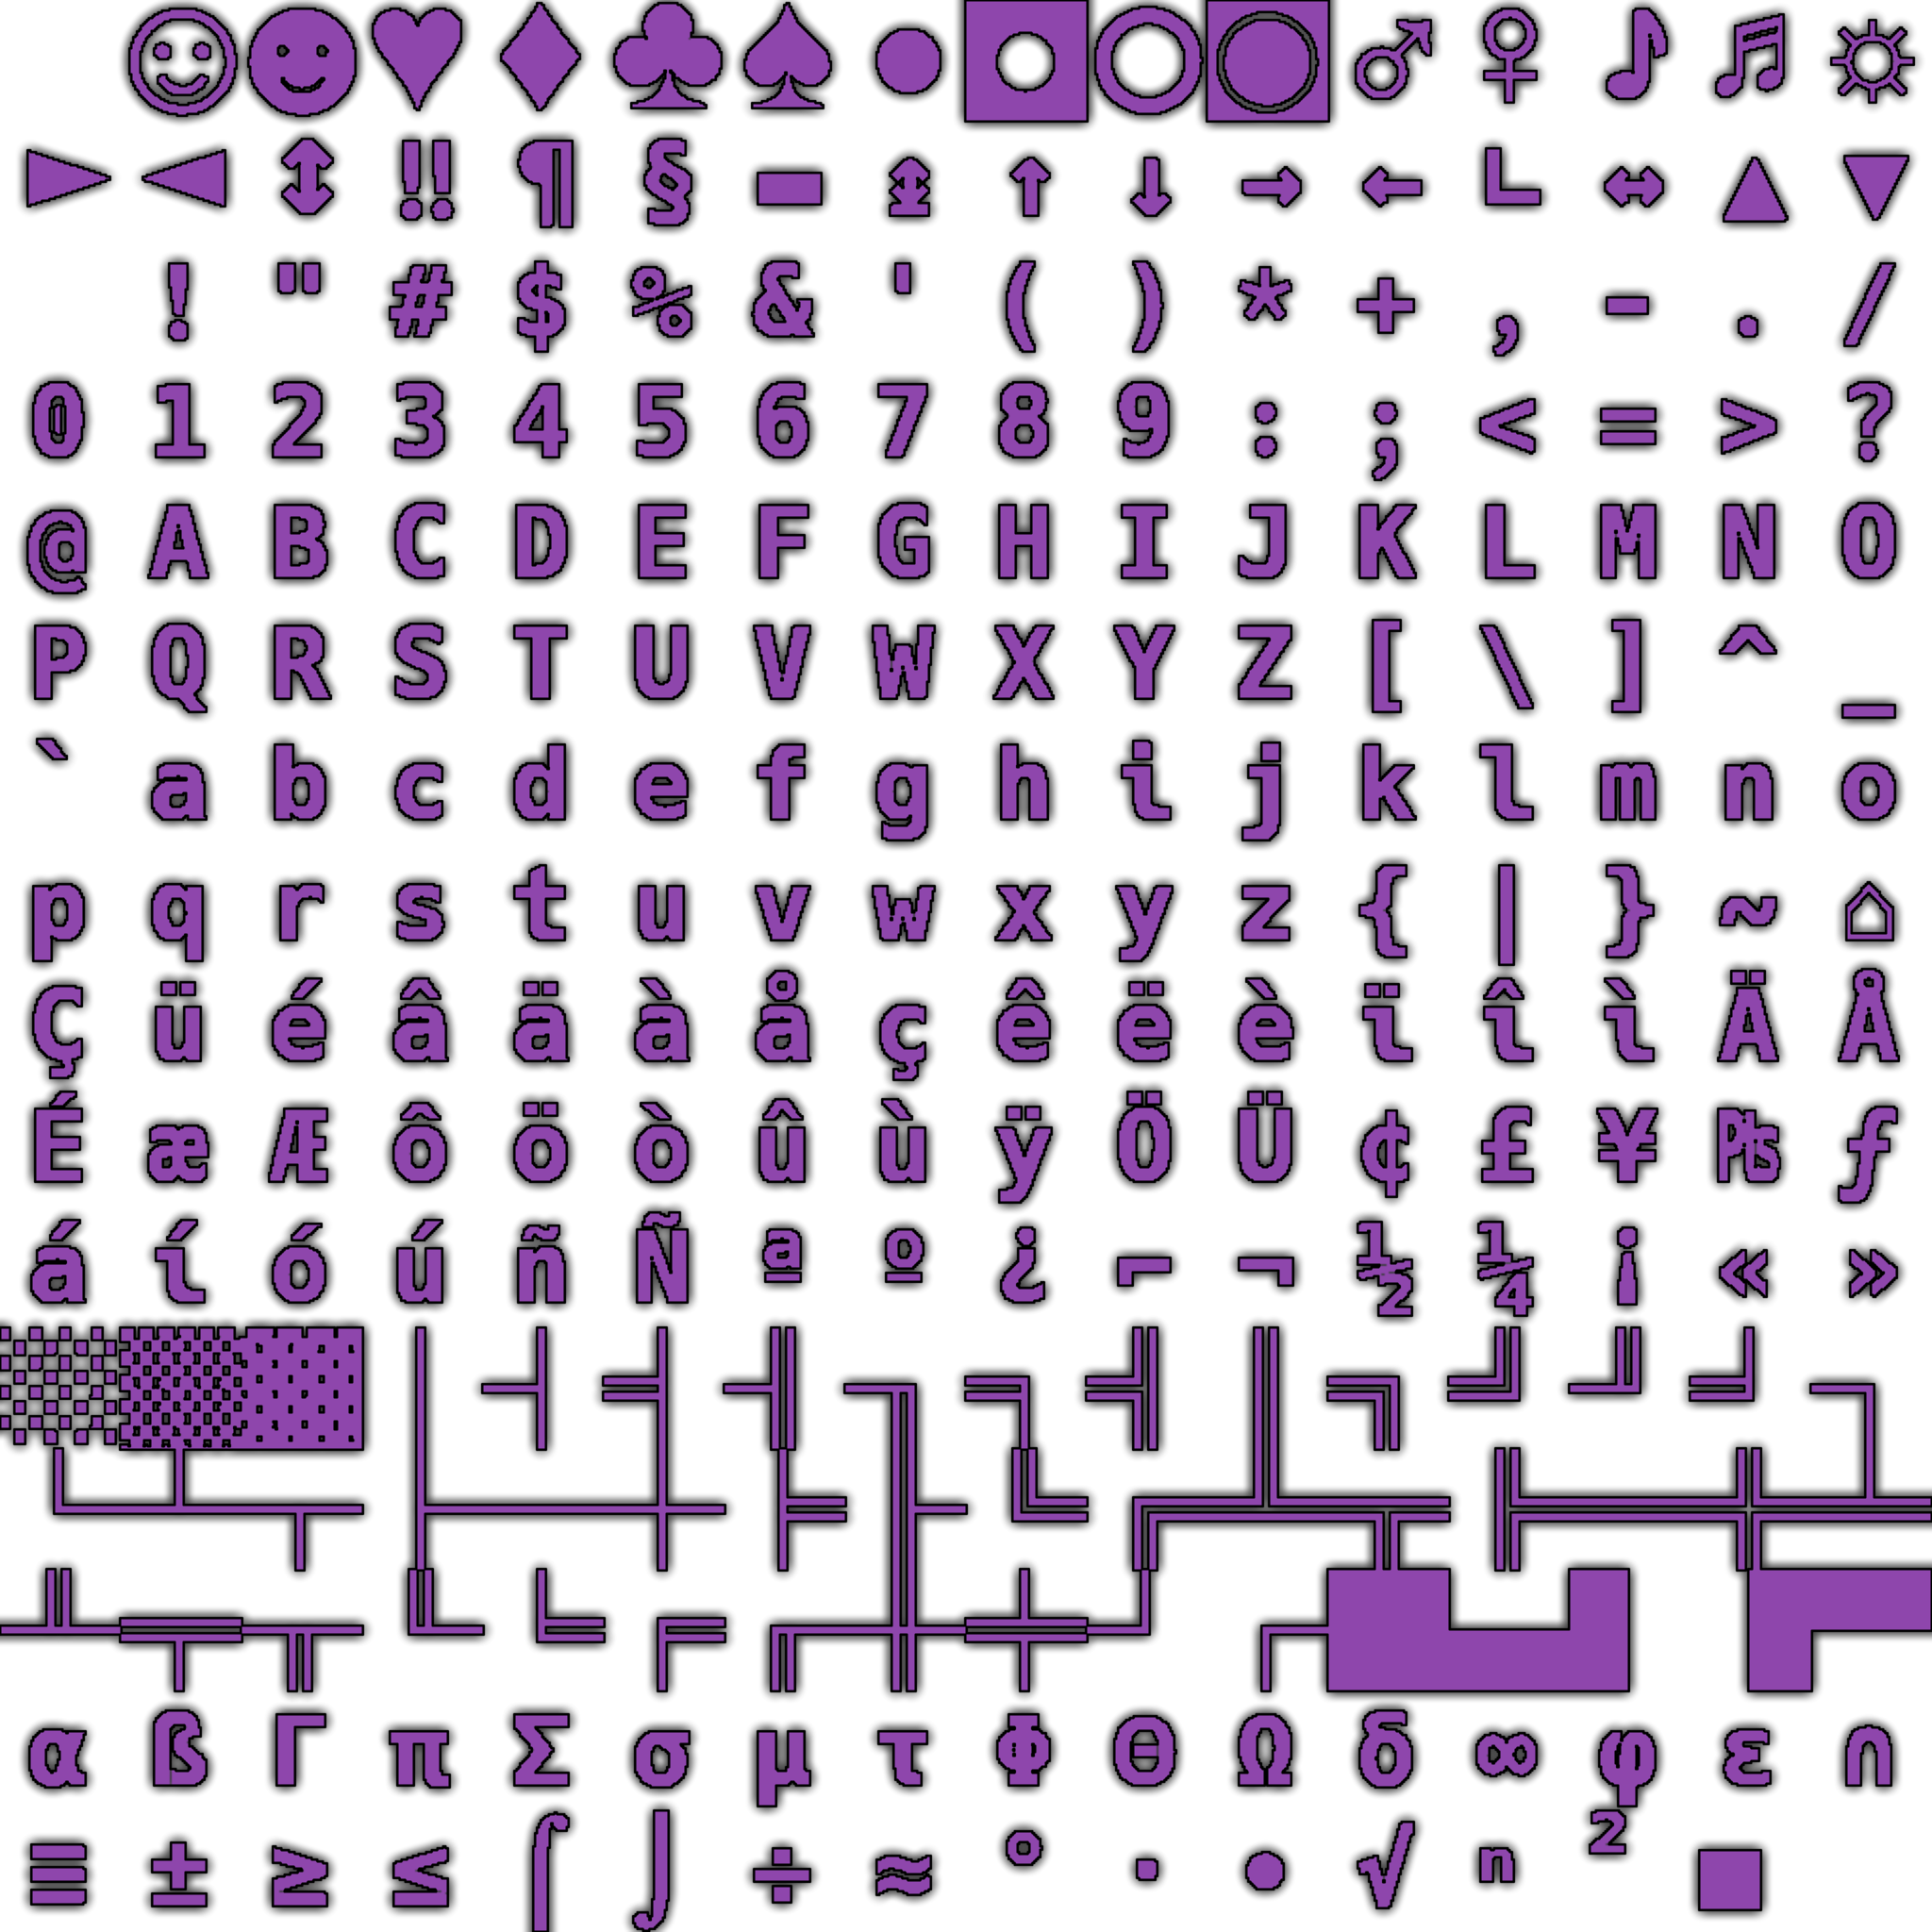 ☺☻♥♦♣♠•◘○◙♂♀♪♫☼
►◄↕‼¶§▬↨↑↓→←∟↔▲▼
!"#$%&'()*+,-./
0123456789:;<=>?
@ABCDEFGHIJKLMNO
PQRSTUVWXYZ[\]^_
`abcdefghijklmno
pqrstuvwxyz{|}~⌂
ÇüéâäàåçêëèïîìÄÅ
ÉæÆôöòûùÿÖÜ¢£¥₧ƒ
áíóúñÑªº¿⌐¬½¼¡«»
░▒▓│┤╡╢╖╕╣║╗╝╜╛┐
└┴┬├─┼╞╟╚╔╩╦╠═╬╧
╨╤╥╙╘╒╓╫╪┘┌█▄▌▐▀
αßΓπΣσµτΦΘΩδ∞φε∩
≡±≥≤⌠⌡÷≈°∙·√ⁿ²■